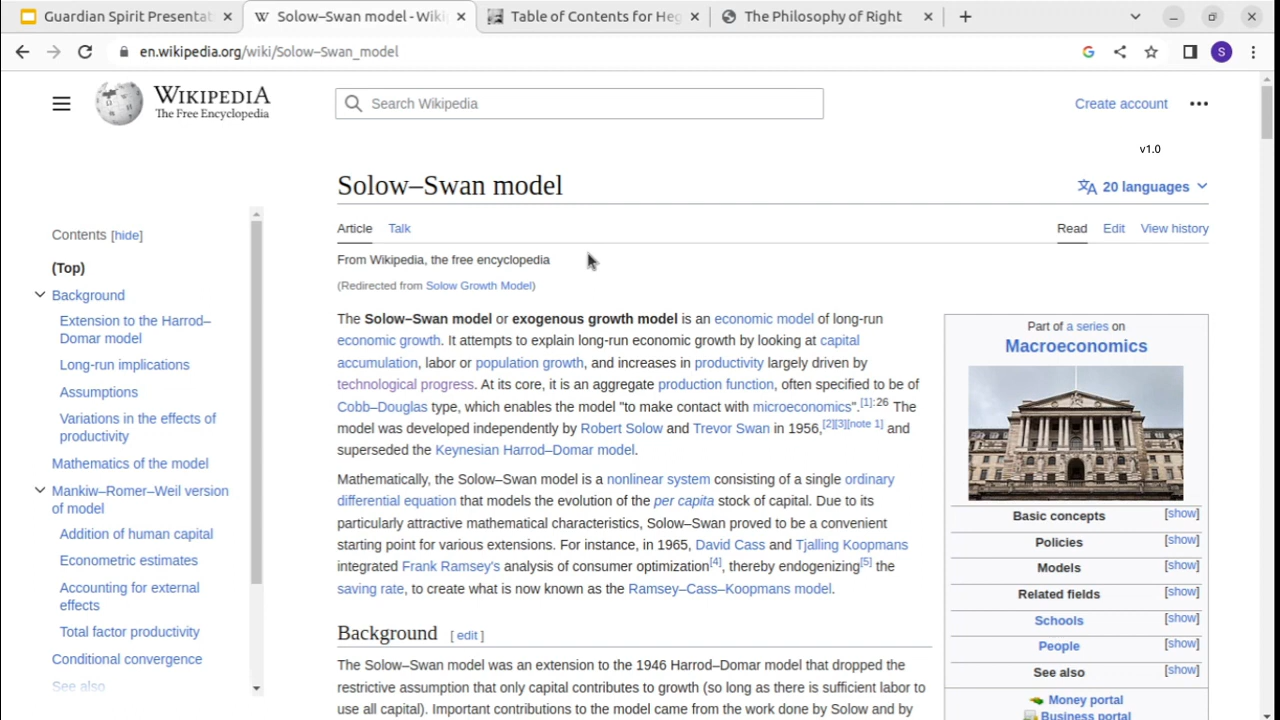 Guardian Spirit Presentat
Solow–Swan model - Wiki
Table of Contents for Heg
The Philosophy of Right
en.wikipedia.org/wiki/Solow–Swan_model
S
WIKIPEDIA
The Free Encyclopedia
Search Wikipedia
Create account
v1.0
Solow–Swan model
20 languages
Article Talk
Read Edit View history
Contents [hide]
(Top)
Background
Extension to the Harrod–
Domar model
Long-run implications
Assumptions
Variations in the effects of
productivity
Mathematics of the model
Mankiw–Romer–Weil version
of model
Addition of human capital
Econometric estimates
Accounting for external
effects
Total factor productivity
Conditional convergence
See also
From Wikipedia, the free encyclopedia
(Redirected from Solow Growth Model)
The Solow–Swan model or exogenous growth model is an economic model of long-run
economic growth. It attempts to explain long-run economic growth by looking at capital
accumulation, labor or population growth, and increases in productivity largely driven by
technological progress. At its core, it is an aggregate production function, often specified to be of
Cobb–Douglas type, which enables the model "to make contact with microeconomics".[1]:26 The
model was developed independently by Robert Solow and Trevor Swan in 1956,[2][3][note 1] and
superseded the Keynesian Harrod–Domar model.
Mathematically, the Solow–Swan model is a nonlinear system consisting of a single ordinary
differential equation that models the evolution of the per capita stock of capital. Due to its
particularly attractive mathematical characteristics, Solow–Swan proved to be a convenient
starting point for various extensions. For instance, in 1965, David Cass and Tjalling Koopmans
integrated Frank Ramsey's analysis of consumer optimization[4], thereby endogenizing[5] the
saving rate, to create what is now known as the Ramsey–Cass–Koopmans model.
Background [ edit ]
The Solow–Swan model was an extension to the 1946 Harrod–Domar model that dropped the
restrictive assumption that only capital contributes to growth (so long as there is sufficient labor to
use all capital). Important contributions to the model came from the work done by Solow and by
Part of a series on
Macroeconomics
Basic concepts [show]
Policies [show]
Models [show]
Related fields [show]
Schools [show]
People [show]
See also [show]
Money portal
Business portal